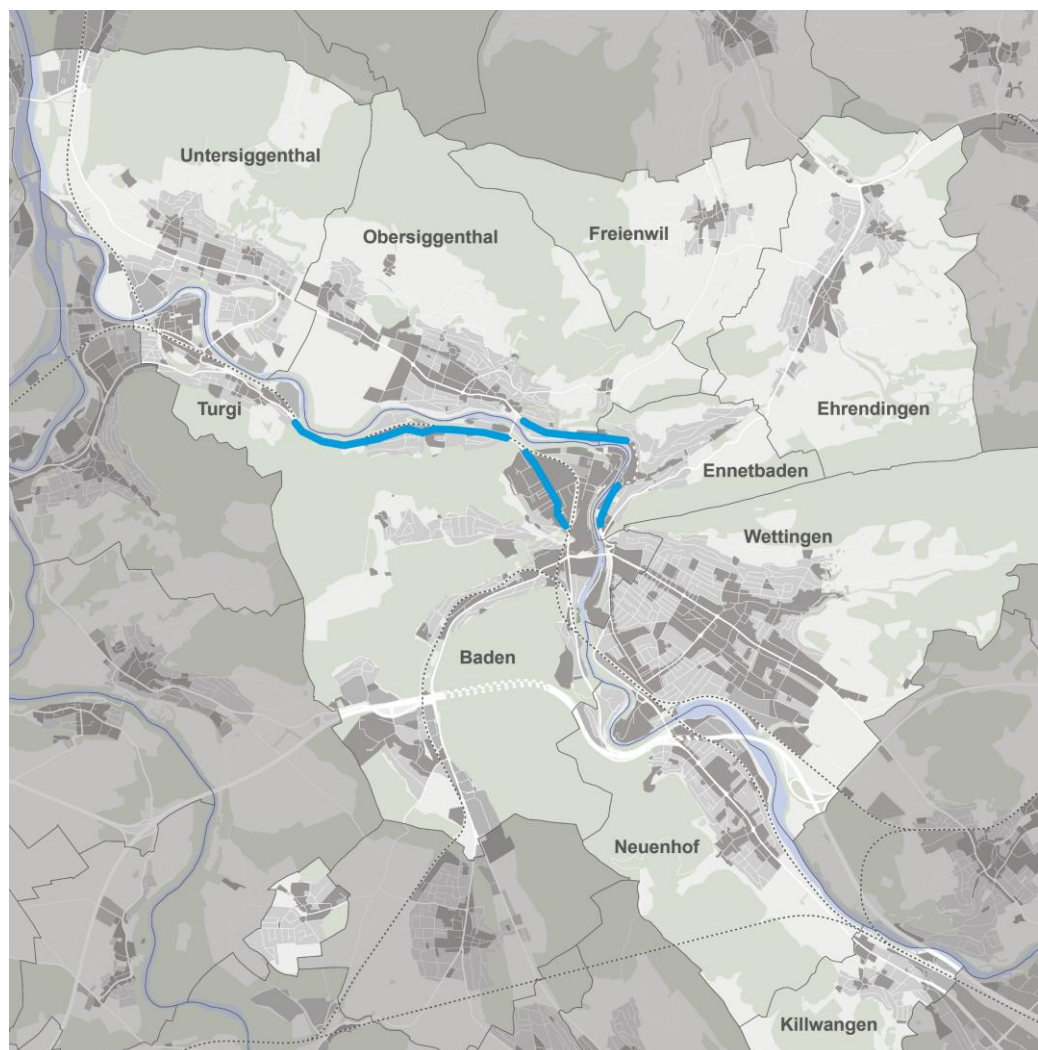 Untersiggenthal
Obersiggenthal
Freienwil
Turgi
Ehrendingen
Ennetbaden
Wettingen
Baden
Neuenhof
Killwangen